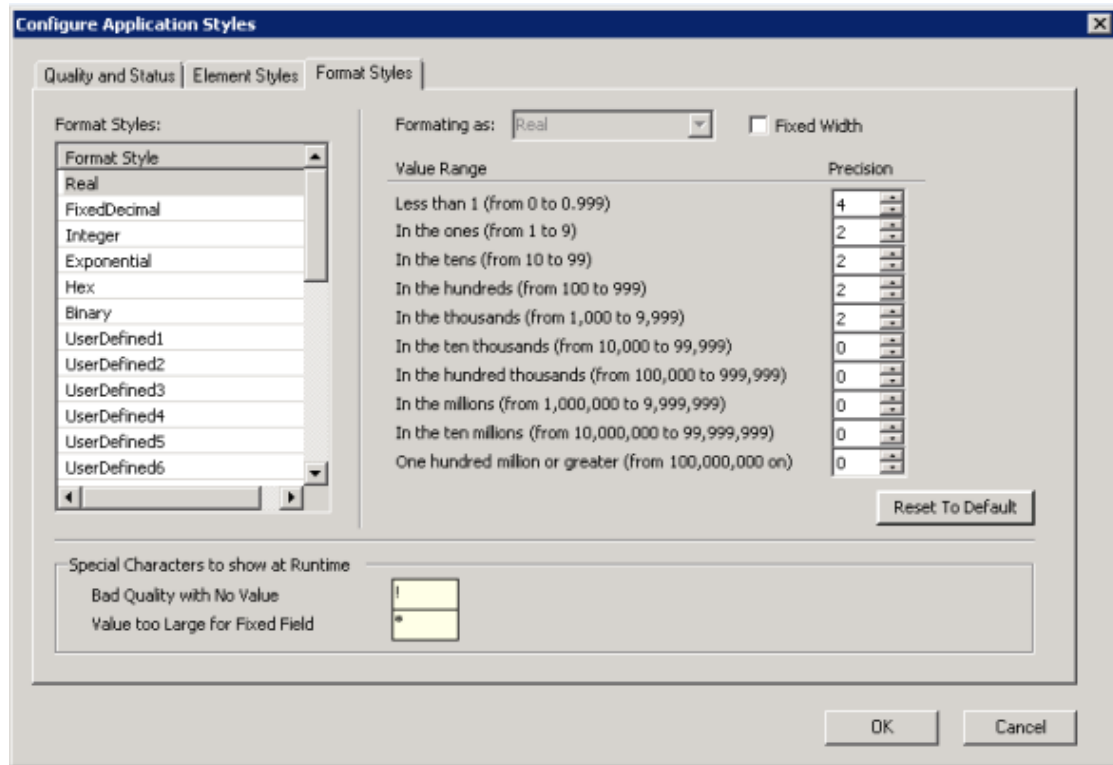 Configure Application Styles
Quality and Status Element Styles Format Styles
Format Styles:
Format Style
Real
FixedDecimal
Integer
Exponential
Hex
Binary
UserDefined1
UserDefined2
UserDefined3
UserDefined4
UserDefined5
UserDefined6
Formating as: Real Fixed Width
Value Range Precision
Less than 1 (from 0 to 0.999) 4
In the ones (from 1 to 9) 2
In the tens (from 10 to 99) 2
In the hundreds (from 100 to 999) 2
In the thousands (from 1,000 to 9,999) 2
In the ten thousands (from 10,000 to 99,999) 0
In the hundred thousands (from 100,000 to 999,999) 0
In the millions (from 1,000,000 to 9,999,999) 0
In the ten millions (from 10,000,000 to 99,999,999) 0
One hundred million or greater (from 100,000,000 on) 0
Reset To Default
Special Characters to show at Runtime
Bad Quality with No Value !
Value too Large for Fixed Field *
OK Cancel